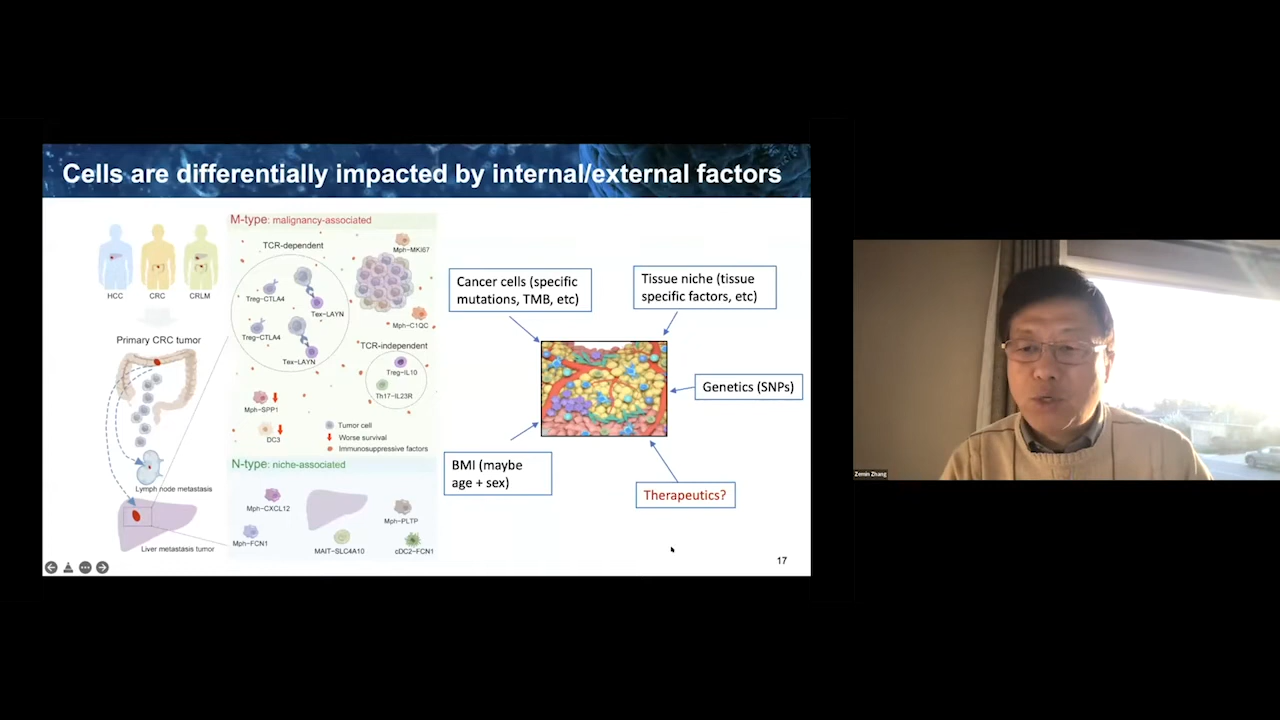 Cells are differentially impacted by internal/external factors
HCC
CRC
CRLM
Primary CRC tumor
Lymph node metastasis
Liver metastasis tumor
M-type: malignancy-associated
TCR-dependent
Mph−MKI67
Treg−CTLA4
Tex−LAYN
Mph−C1QC
Treg−CTLA4
Tex−LAYN
TCR-independent
Treg−IL10
Th17−IL23R
Mph−SPP1
DC3
Tumor cell
Worse survival
Immunosuppressive factors
N-type: niche-associated
Mph−CXCL12
Mph−PLTP
Mph−FCN1
MAIT−SLC4A10
cDC2−FCN1
Cancer cells (specific
mutations, TMB, etc)
Tissue niche (tissue
specific factors, etc)
Genetics (SNPs)
BMI (maybe
age + sex)
Therapeutics?
17
Zemin Zhang